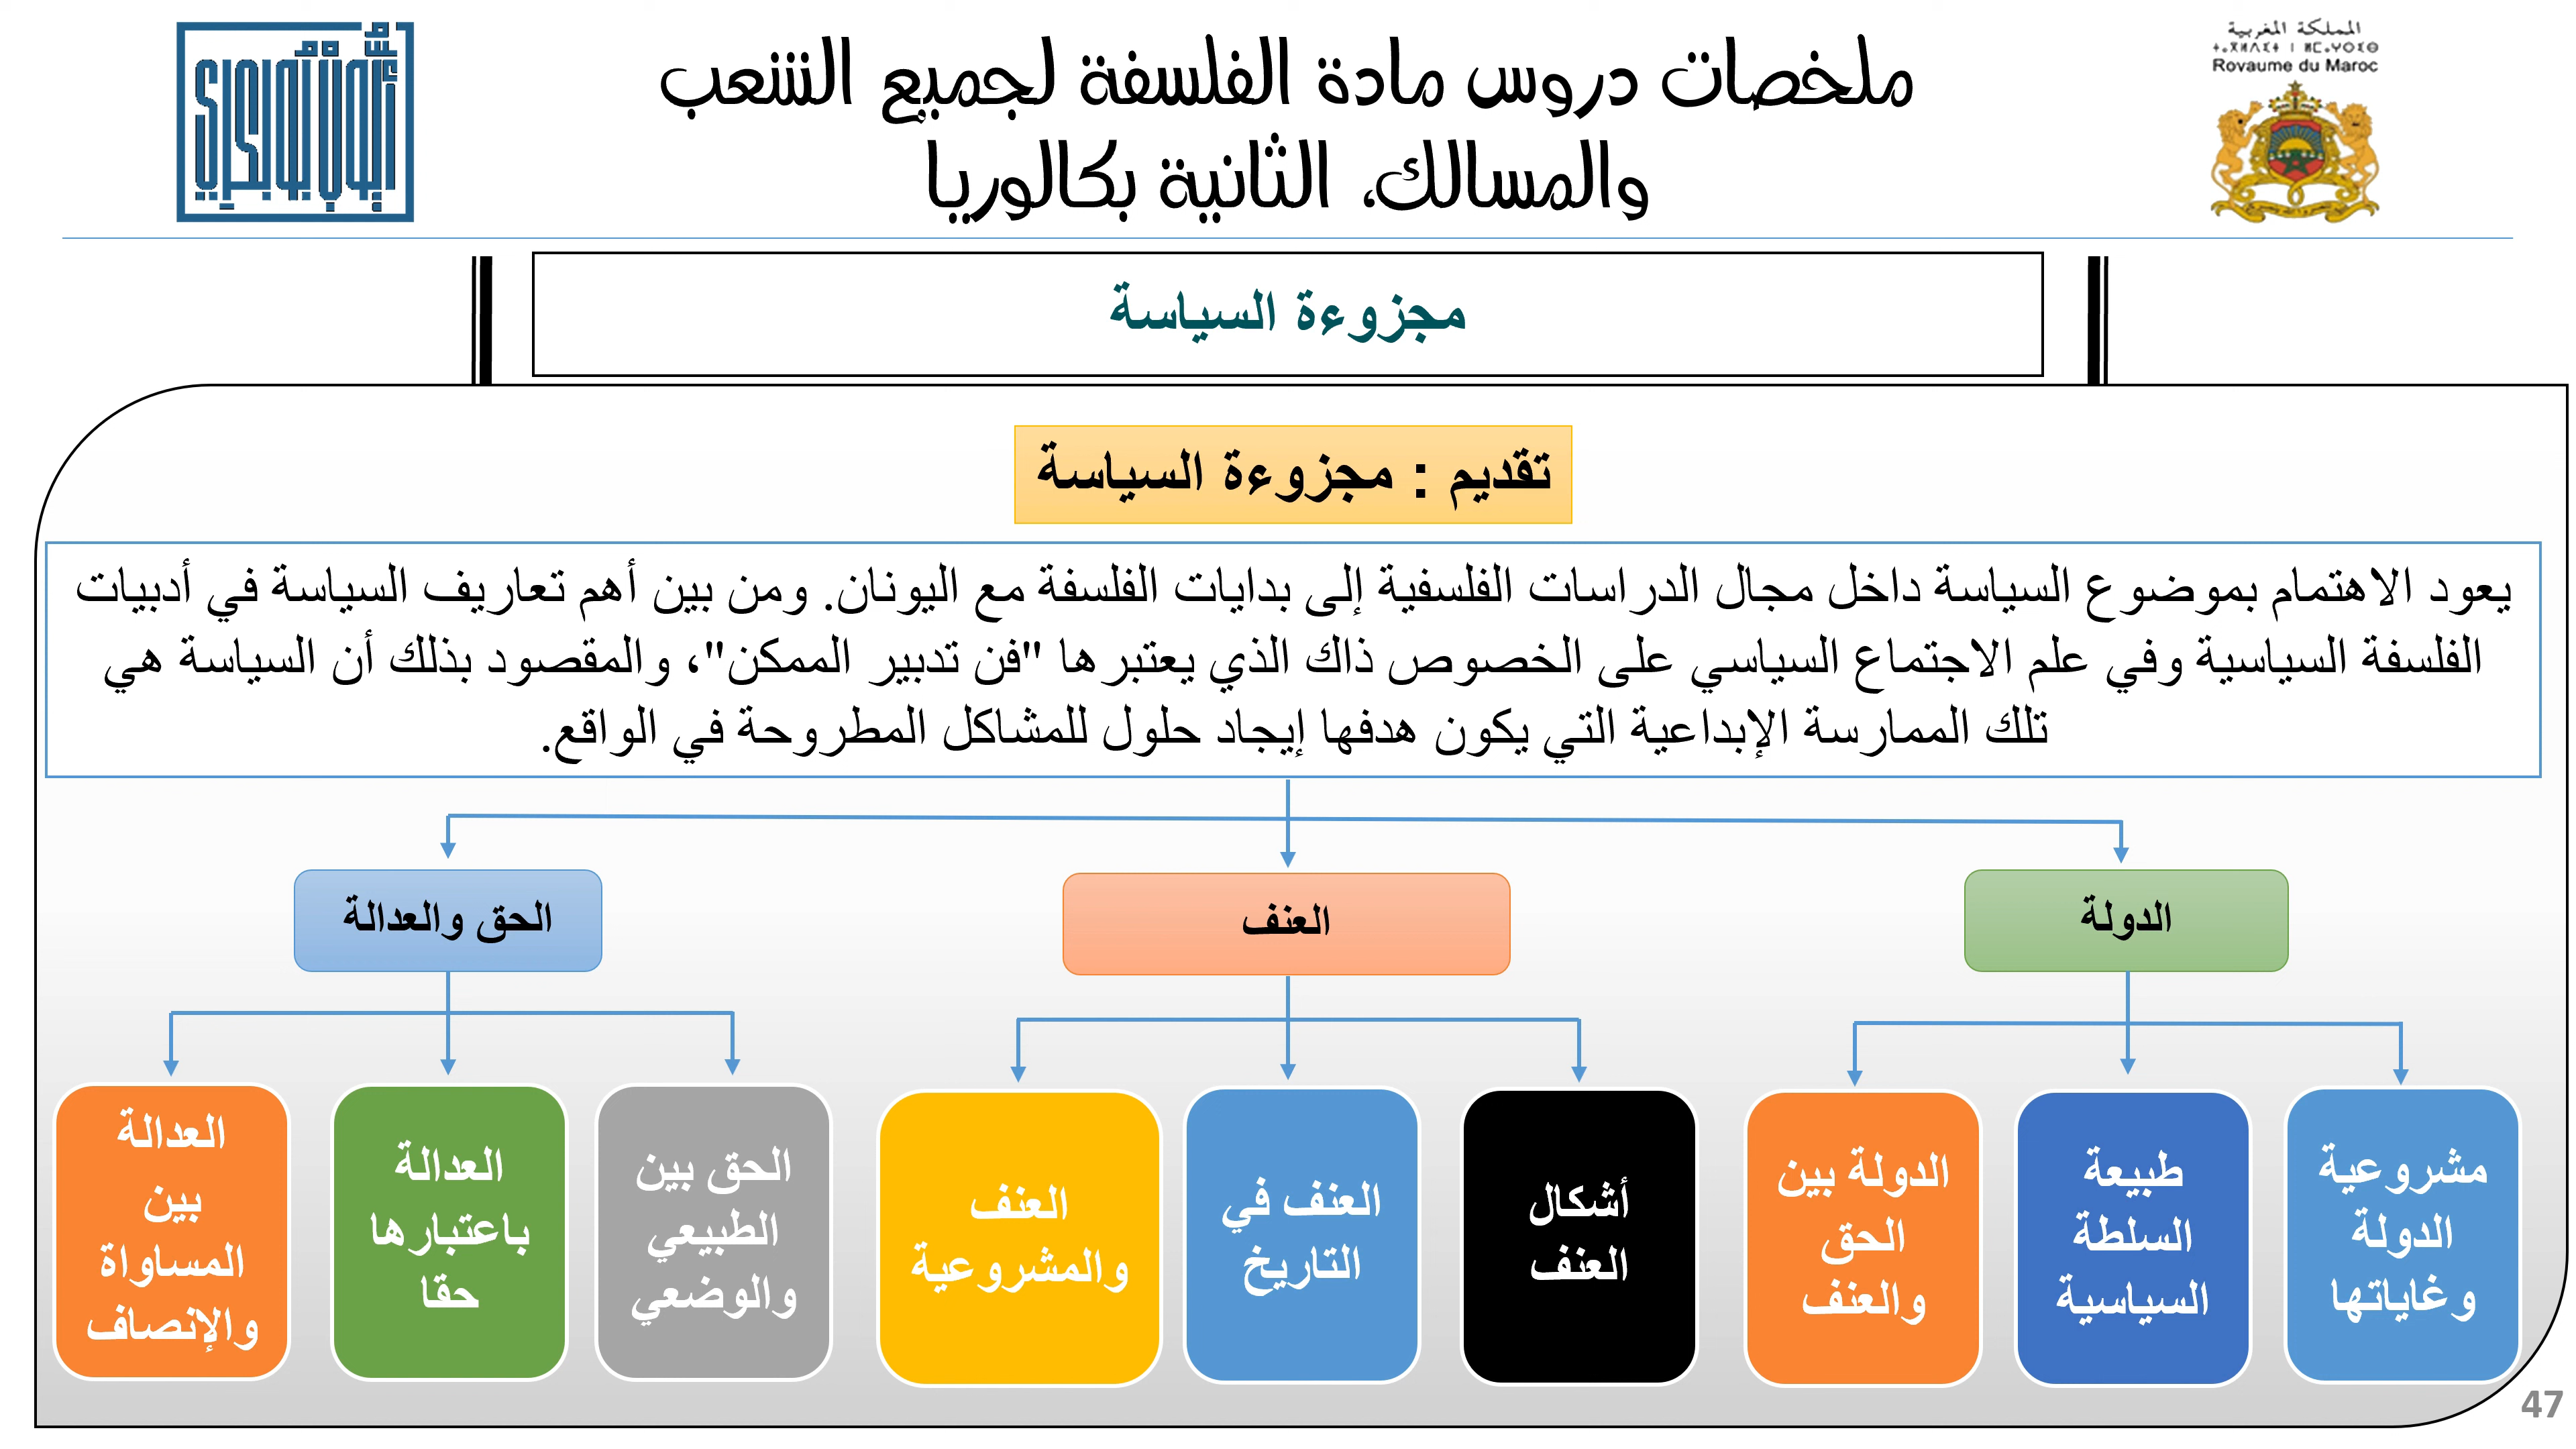 المملكة المغربية
ⵜⴰⴳⵍⴷⵉⵜ ⵏ ⵍⵎⵖⵔⵉⴱ
Royaume du Maroc
ملخصات دروس مادة الفلسفة لجميع الشعب
والمسالك، الثانية بكالوريا
مجزوءة السياسة
تقديم : مجزوءة السياسة
يعود الاهتمام بموضوع السياسة داخل مجال الدراسات الفلسفية إلى بدايات الفلسفة مع اليونان. ومن بين أهم تعاريف السياسة في أدبيات
الفلسفة السياسية وفي علم الاجتماع السياسي على الخصوص ذاك الذي يعتبرها "فن تدبير الممكن"، والمقصود بذلك أن السياسة هي
تلك الممارسة الإبداعية التي يكون هدفها إيجاد حلول للمشاكل المطروحة في الواقع.
الدولة
العنف
الحق والعدالة
مشروعية
الدولة
وغاياتها
طبيعة
السلطة
السياسية
الدولة بين
الحق
والعنف
أشكال
العنف
العنف في
التاريخ
العنف
والمشروعية
الحق بين
الطبيعي
والوضعي
العدالة
باعتبارها
حقا
العدالة
بين
المساواة
والإنصاف
47